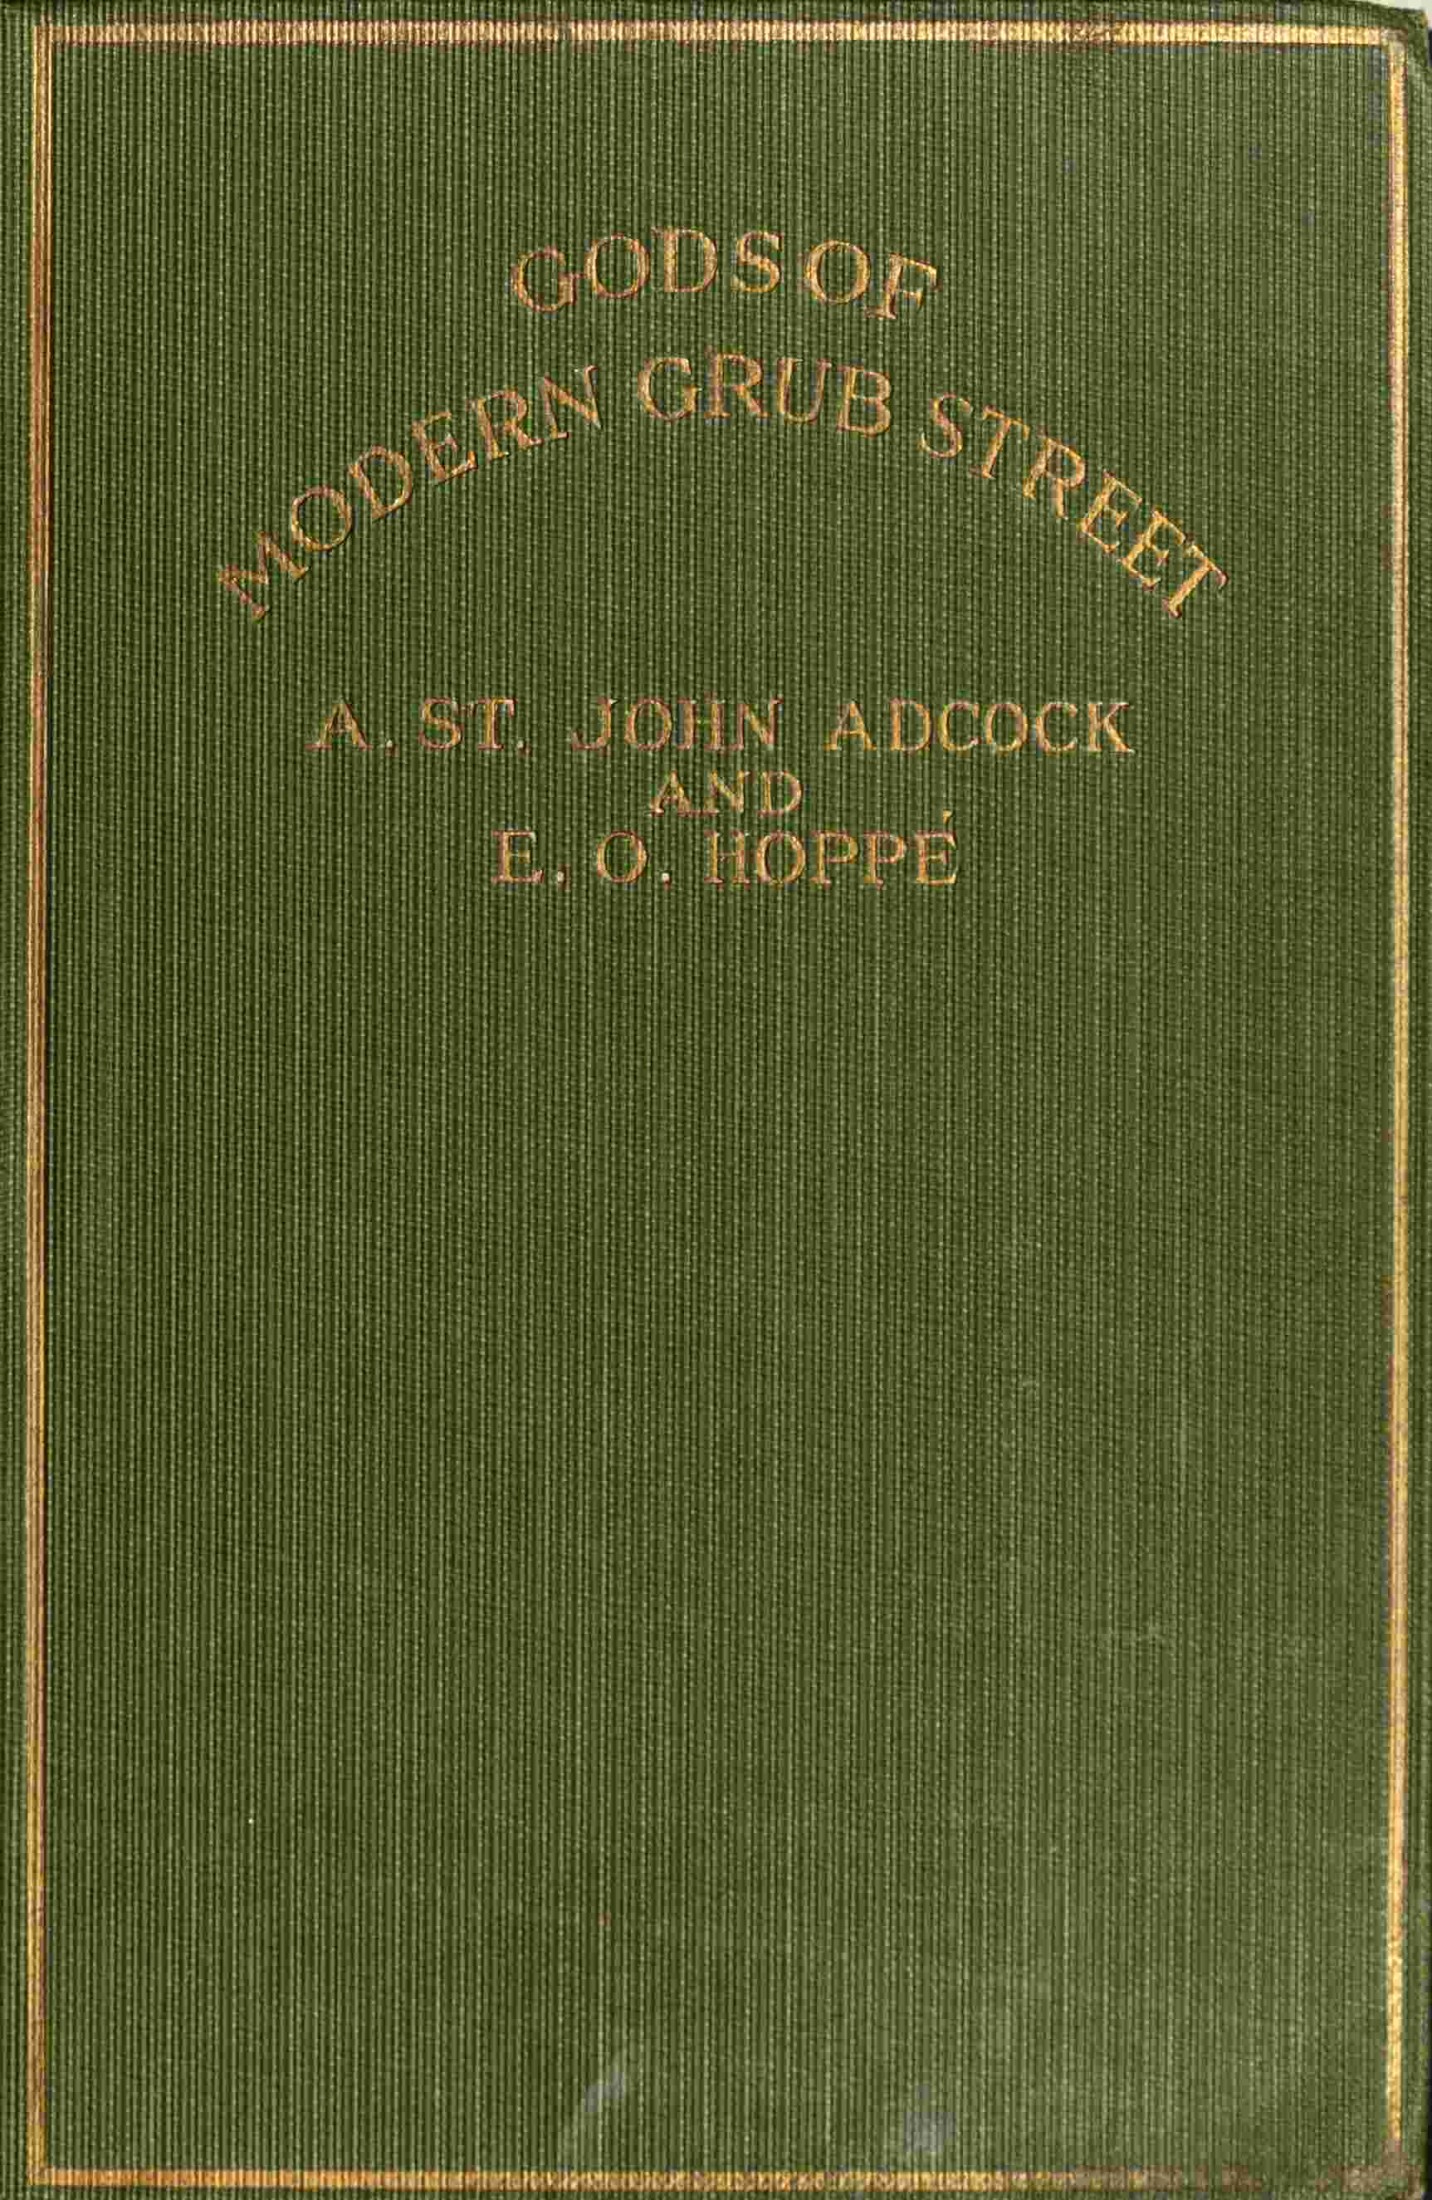 GODS OF
MODERN GRUB STREET
A. ST. JOHN ADCOCK
AND
E. O. HOPPÉ